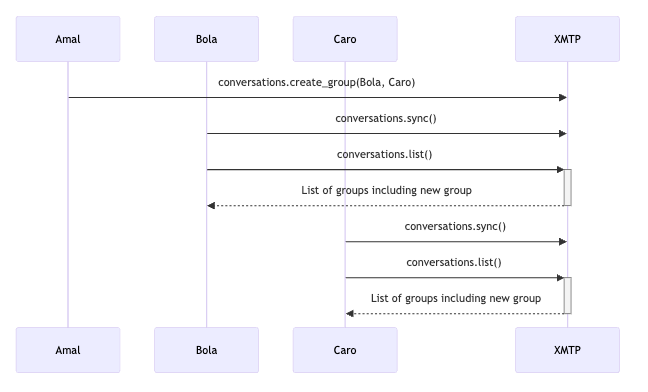 Amal
Bola
Caro
XMTP
conversations.create_group(Bola, Caro)
conversations.sync()
conversations.list()
List of groups including new group
conversations.sync()
conversations.list()
List of groups including new group
Amal
Bola
Caro
XMTP